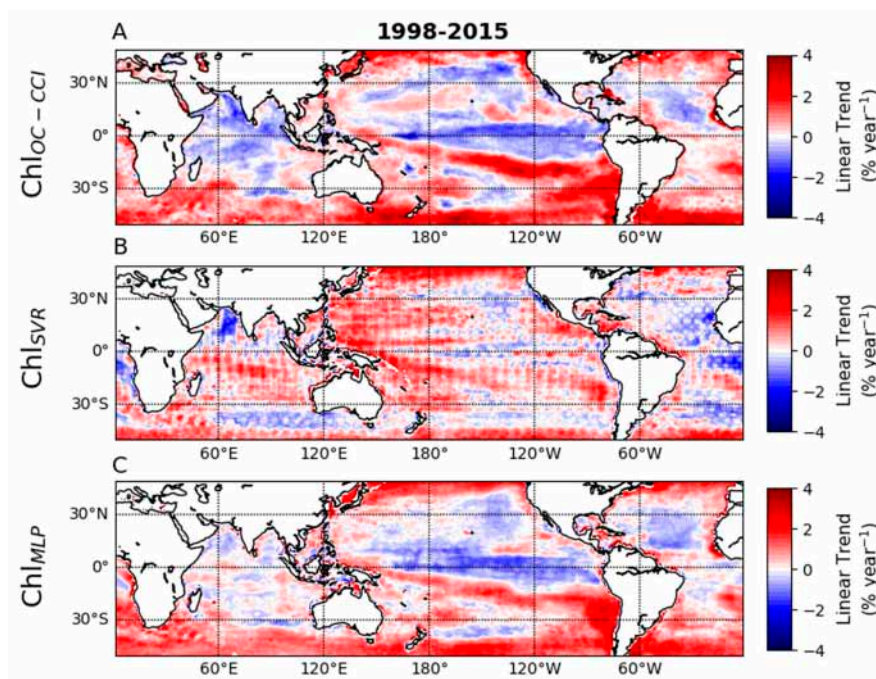 1998-2015
A
Chl_OC-CCI
30°N
0°
30°S
60°E 120°E 180° 120°W 60°W
4
2
0
−2
−4
Linear Trend
(% year⁻¹)
B
Chl_SVR
30°N
0°
30°S
60°E 120°E 180° 120°W 60°W
4
2
0
−2
−4
Linear Trend
(% year⁻¹)
C
Chl_MLP
30°N
0°
30°S
60°E 120°E 180° 120°W 60°W
4
2
0
−2
−4
Linear Trend
(% year⁻¹)